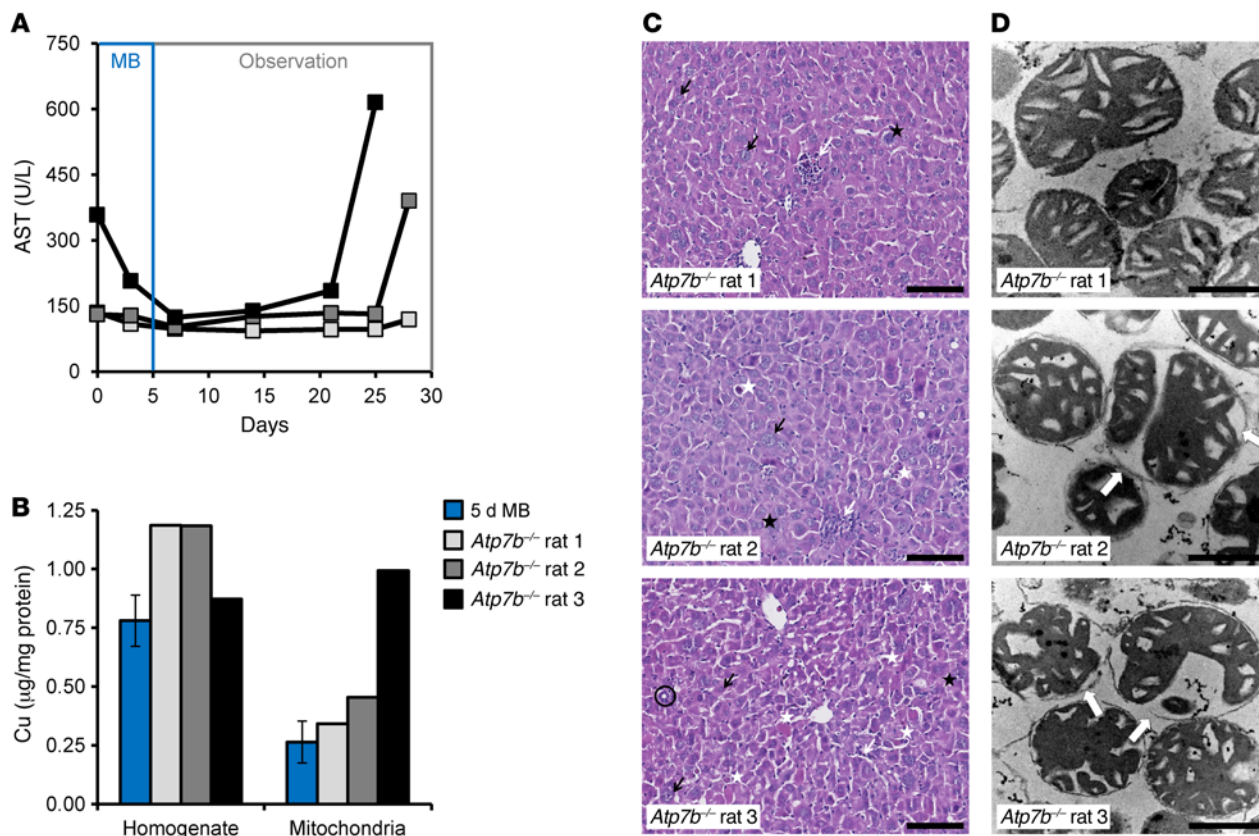 A
750
600
450
300
150
0
AST (U/L)
MB
Observation
0 5 10 15 20 25 30
Days
B
1.25
1.00
0.75
0.50
0.25
0.00
Cu (μg/mg protein)
Homogenate Mitochondria
5 d MB
Atp7b–/– rat 1
Atp7b–/– rat 2
Atp7b–/– rat 3
C
Atp7b–/– rat 1
Atp7b–/– rat 2
Atp7b–/– rat 3
D
Atp7b–/– rat 1
Atp7b–/– rat 2
Atp7b–/– rat 3